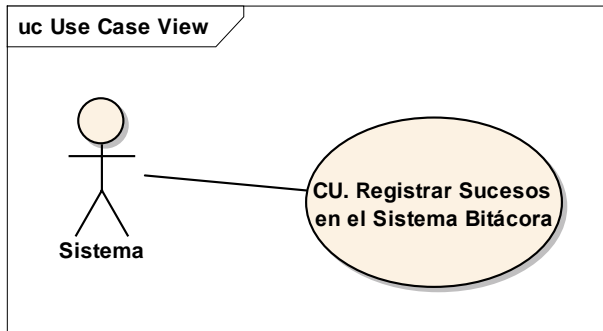 uc Use Case View
CU. Registrar Sucesos
en el Sistema Bitácora
Sistema